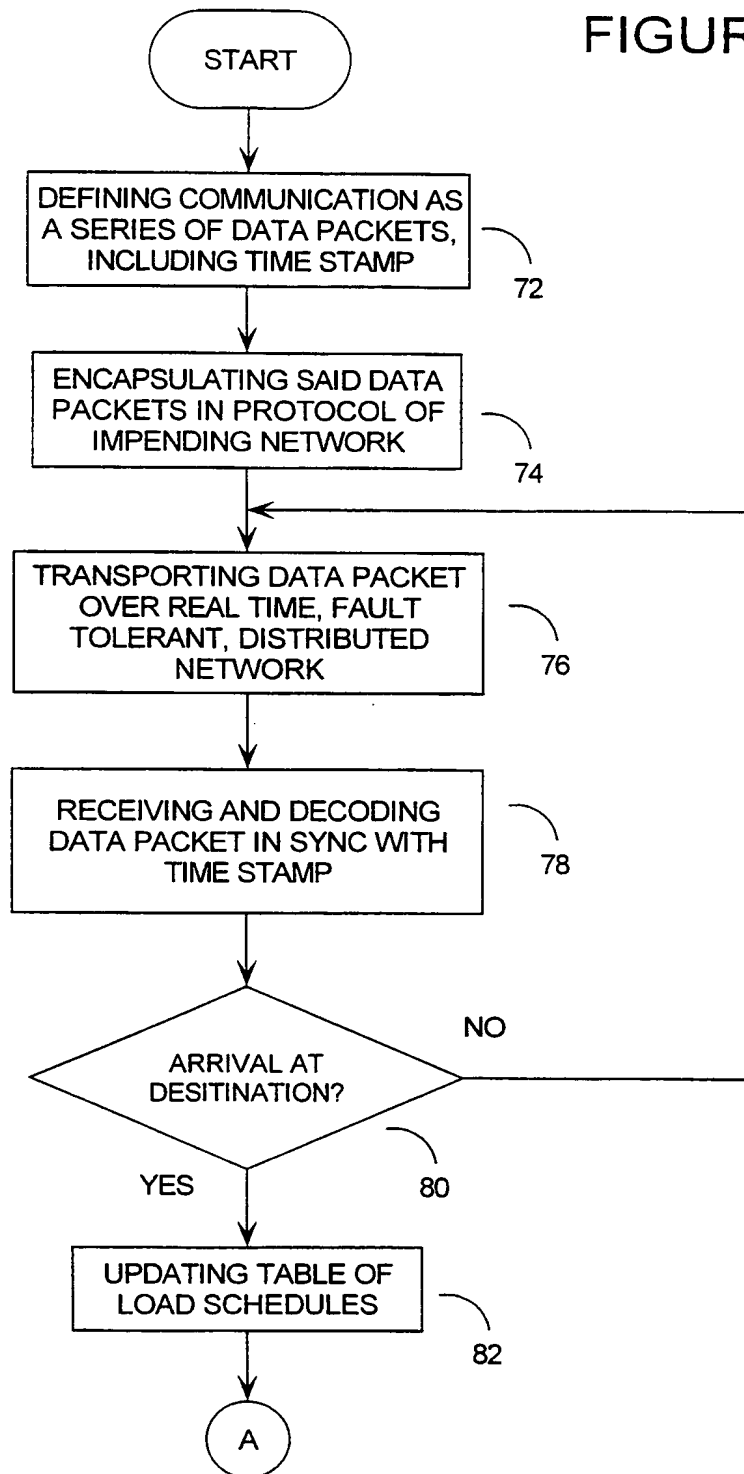 FIGUR
START
DEFINING COMMUNICATION AS
A SERIES OF DATA PACKETS,
INCLUDING TIME STAMP
72
ENCAPSULATING SAID DATA
PACKETS IN PROTOCOL OF
IMPENDING NETWORK
74
TRANSPORTING DATA PACKET
OVER REAL TIME, FAULT
TOLERANT, DISTRIBUTED
NETWORK
76
RECEIVING AND DECODING
DATA PACKET IN SYNC WITH
TIME STAMP
78
NO
ARRIVAL AT
DESITINATION?
80
YES
UPDATING TABLE OF
LOAD SCHEDULES
82
A